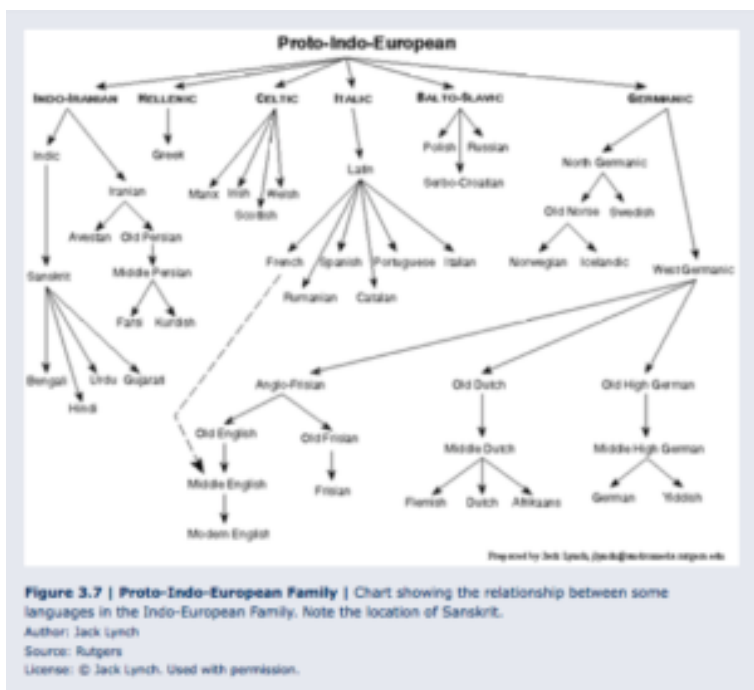 Proto-Indo-European
INDO-IRANIAN HELLENIC CELTIC ITALIC BALTO-SLAVIC GERMANIC
Indic Greek Latin Polish Russian North Germanic
Iranian Manx Irish Welsh Serbo-Croatian
Scottish Old Norse Swedish
Avestan Old Persian
Sanskrit Middle Persian French Spanish Portuguese Italian Norwegian Icelandic West Germanic
Rumanian Catalan
Farsi Kurdish
Bengali Urdu Gujarati Anglo-Frisian Old Dutch Old High German
Hindi
Old English Old Frisian
Middle Dutch Middle High German
Middle English Frisian
Flemish Dutch Afrikaans German Yiddish
Modern English
Prepared by Jack Lynch,
Figure 3.7 | Proto-Indo-European Family | Chart showing the relationship between some
languages in the Indo-European Family. Note the location of Sanskrit.
Author: Jack Lynch
Source: Rutgers
License: © Jack Lynch. Used with permission.